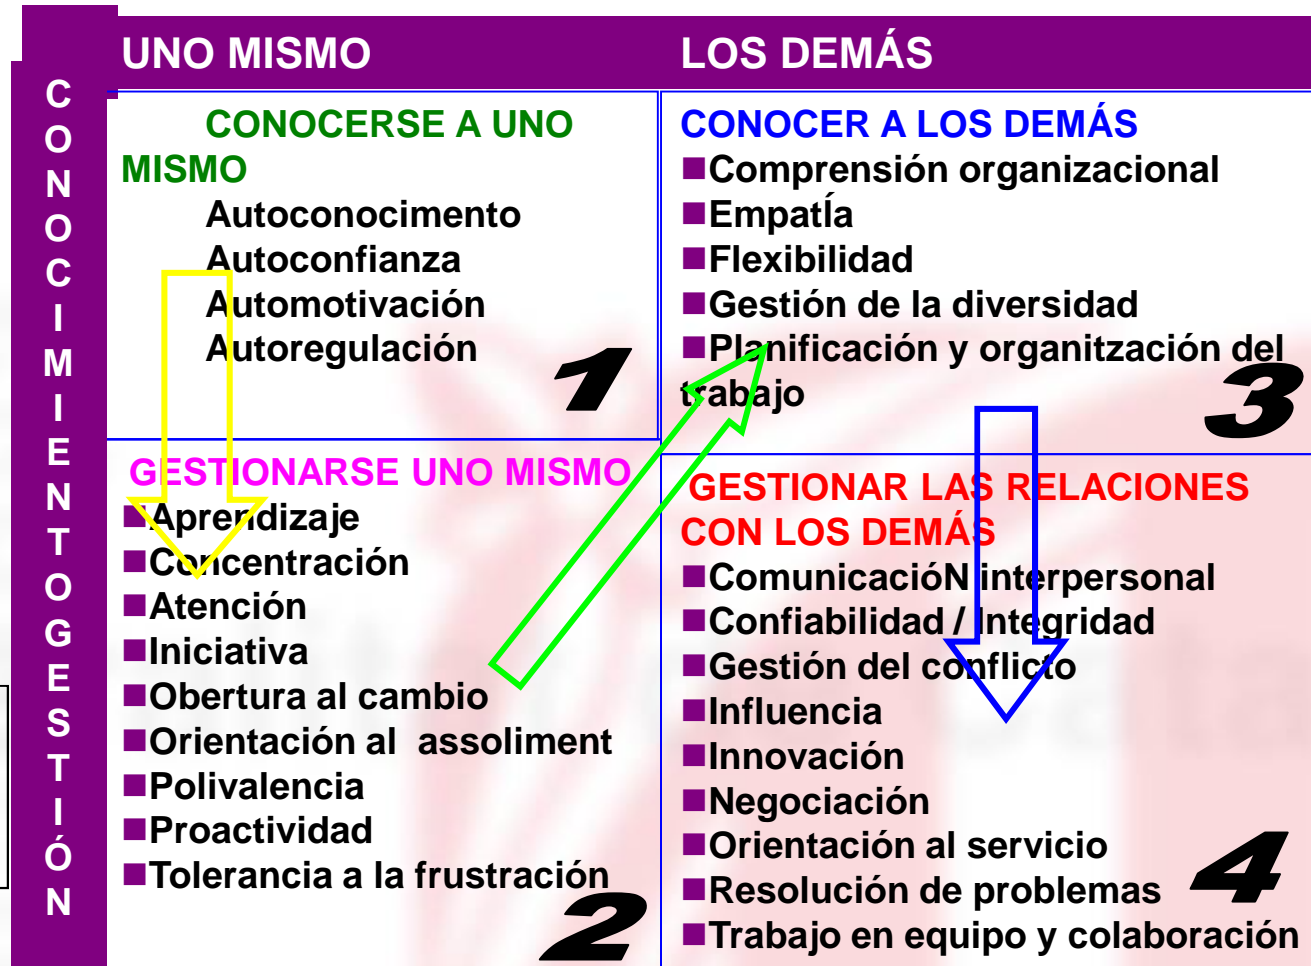 UNO MISMO
LOS DEMÁS
C
O
N
O
C
I
M
I
E
N
T
O
G
E
S
T
I
Ó
N
CONOCERSE A UNO
MISMO
Autoconocimento
Autoconfianza
Automotivación
Autoregulación
1
GESTIONARSE UNO MISMO
Aprendizaje
Concentración
Atención
Iniciativa
Obertura al cambio
Orientación al assoliment
Polivalencia
Proactividad
Tolerancia a la frustración
2
CONOCER A LOS DEMÁS
Comprensión organizacional
EmpatÍa
Flexibilidad
Gestión de la diversidad
Planificación y organitzación del
trabajo
3
GESTIONAR LAS RELACIONES
CON LOS DEMÁS
ComunicacióN interpersonal
Confiabilidad / Integridad
Gestión del conflicto
Influencia
Innovación
Negociación
Orientación al servicio
Resolución de problemas
Trabajo en equipo y colaboración
4